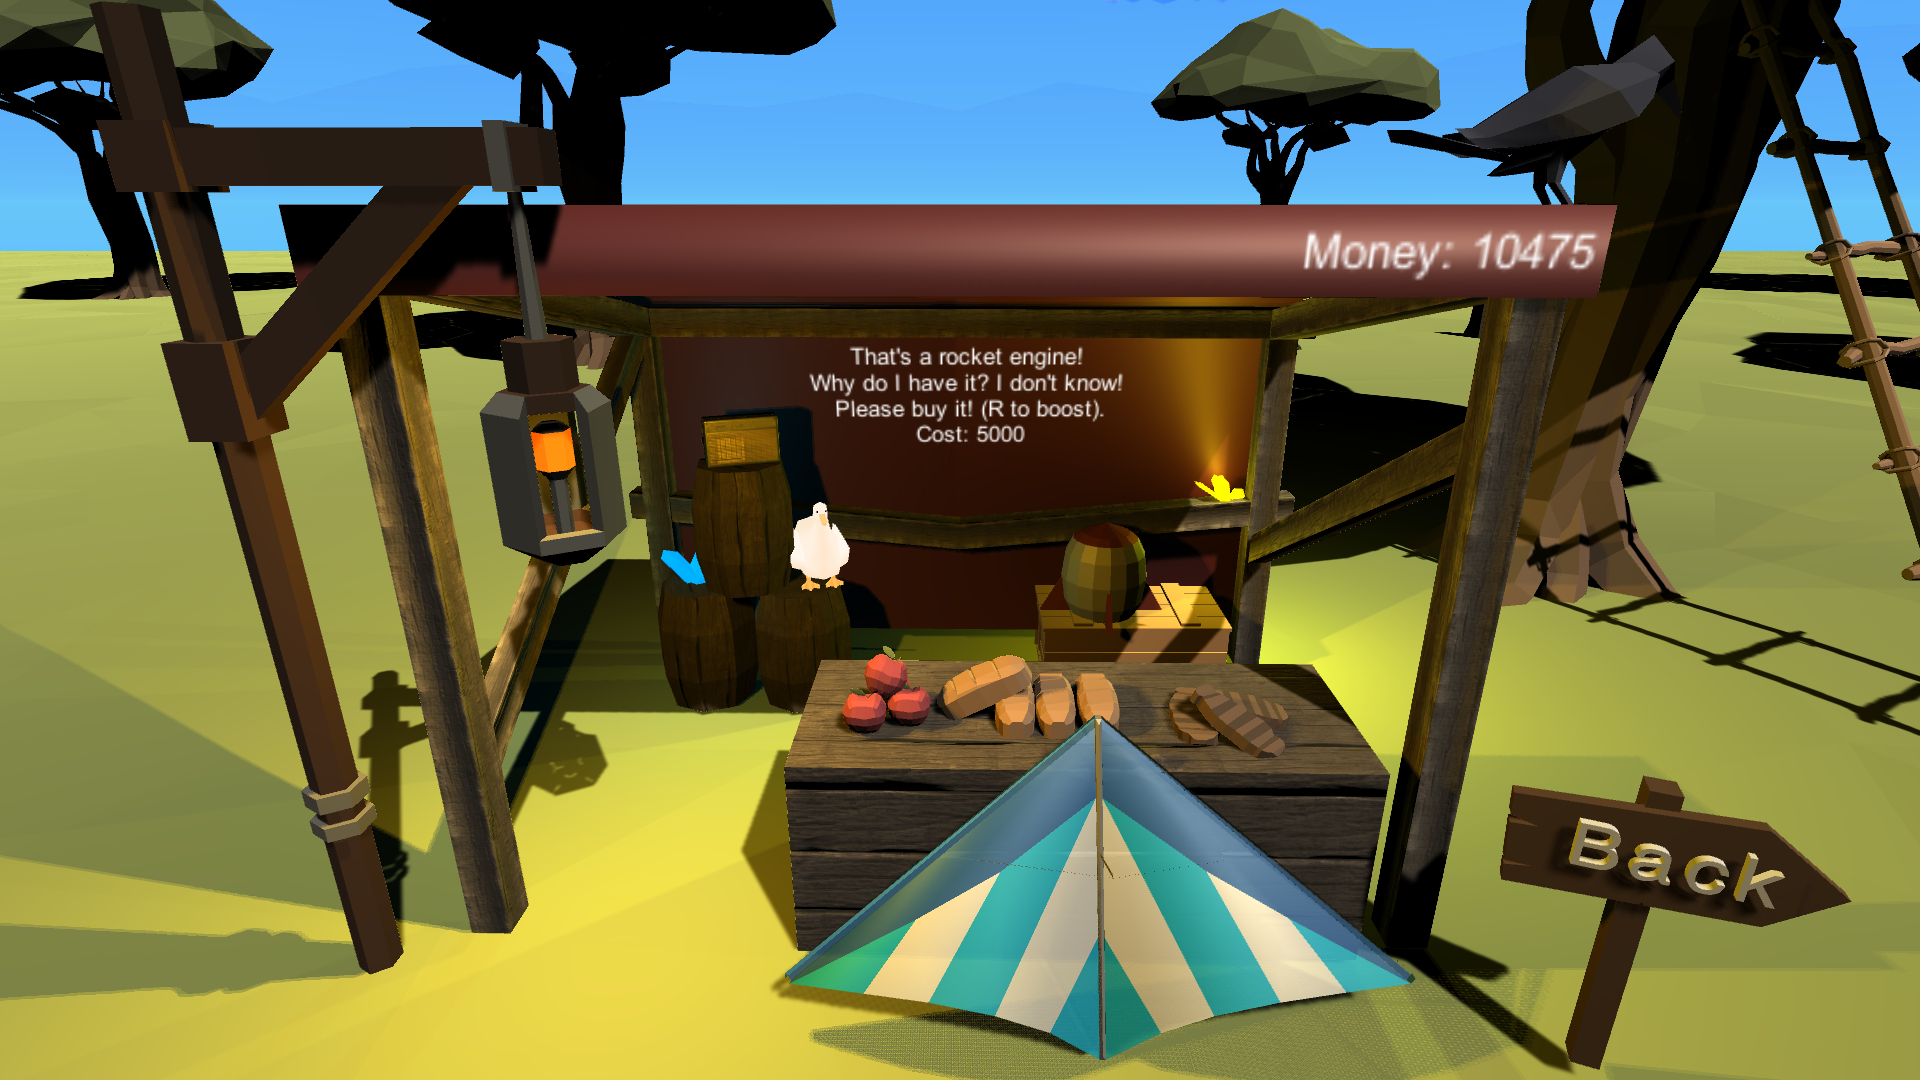 Money: 10475
That's a rocket engine!
Why do I have it? I don't know!
Please buy it! (R to boost).
Cost: 5000
Back